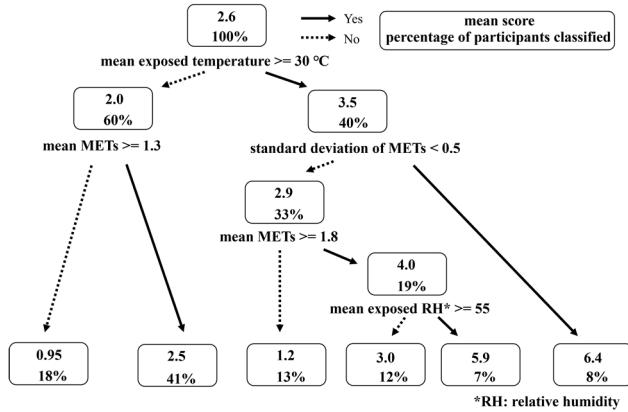 2.6
100%
Yes
No
mean score
percentage of participants classified
mean exposed temperature >= 30 ℃
2.0
60%
3.5
40%
mean METs >= 1.3
standard deviation of METs < 0.5
2.9
33%
mean METs >= 1.8
4.0
19%
mean exposed RH* >= 55
0.95
18%
2.5
41%
1.2
13%
3.0
12%
5.9
7%
6.4
8%
*RH: relative humidity